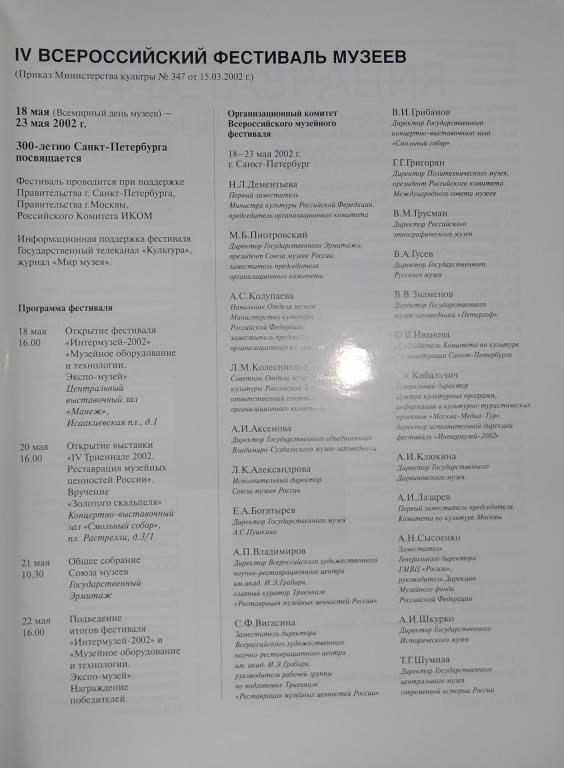 IV ВСЕРОССИЙСКИЙ ФЕСТИВАЛЬ МУЗЕЕВ
(Приказ Министерства культуры № 347 от 15.03.2002 г.)
18 мая (Всемирный день музеев) —
23 мая 2002 г.
300-летию Санкт-Петербурга
посвящается
Фестиваль проводится при поддержке
Правительства г. Санкт-Петербурга,
Правительства г.Москвы,
Российского Комитета ИКОМ
Информационная поддержка фестиваля
Государственный телеканал «Культура»,
журнал «Мир музея».
Программа фестиваля
18 мая Открытие фестиваля
16.00 «Интермузей-2002»
«Музейное оборудование
и технологии.
Экспо-музей»
Центральный
выставочный зал
«Манеж»,
Исаакиевская пл., д.1
20 мая Открытие выставки
16.00 «IV Триеннале 2002.
Реставрация музейных
ценностей России».
Вручение
«Золотого скальпеля»
Концертно-выставочный
зал «Смольный собор»,
пл. Растрелли, д.3/1
21 мая Общее собрание
10.30 Союза музеев
Государственный
Эрмитаж
22 мая Подведение
16.00 итогов фестиваля
«Интермузей-2002» и
«Музейное оборудование
и технологии.
Экспо-музей».
Награждение
победителей.
Организационный комитет
Всероссийского музейного
фестиваля
18–23 мая 2002 г.
г. Санкт-Петербург
Н.Л.Дементьева
Первый заместитель
Министра культуры Российской Федерации,
председатель организационного комитета
М.Б.Пиотровский
Директор Государственного Эрмитажа,
президент Союза музеев России,
заместитель председателя
организационного комитета
А.С.Колупаева
Начальник Отдела музеев
Министерства культуры
Российской Федерации
заместитель
организационного
Л.М.Колесникова
Советник Отдела
культуры Российской
ответственный
организационного
А.И.Аксенова
Директор Государственного объединенного
Владимиро-Суздальского музея-заповедника
Л.К.Александрова
Исполнительный директор
Союза музеев России
Е.А.Богатырев
Директор Государственного музея
А.С.Пушкина
А.П.Владимиров
Директор Всероссийского художественного
научно-реставрационного центра
им.акад. И.Э.Грабаря,
главный куратор Триеннале
«Реставрация музейных ценностей России»
С.Ф.Вигасина
Заместитель директора
Всероссийского художественного
научно-реставрационного центра
им. акад. И.Э.Грабаря,
руководитель рабочей группы
по подготовке Триеннале
«Реставрация музейных ценностей России»
В.И.Грибанов
Директор Государственного
концертно-выставочного зала
«Смольный собор»
Г.Г.Григорян
Директор Политехнического музея,
президент Российского комитета
Международного совета музеев
В.М.Грусман
Директор Российского
этнографического музея
В.А.Гусев
Директор Государственного
Русского музея
В.В.Знаменов
Директор Государственного
музея-заповедника «Петергоф»
О.В.Иванова
Председатель Комитета по культуре
Администрации Санкт-Петербурга
Кибальчич
Генеральный директор
Центра культурных программ,
информации и культурно-туристических
проектов «Москва-Медиа-Тур»,
директор исполнительной дирекции
фестиваля «Интермузей-2002»
А.И.Клюкина
Директор Государственного
Дарвиновского музея
А.И.Лазарев
Первый заместитель председателя
Комитета по культуре Москвы
А.Н.Сысоенко
Заместитель
Генерального директора
ГМВЦ «Росизо»,
руководитель Дирекции
Музейного фонда
Российской Федерации
А.И.Шкурко
Директор Государственного
Исторического музея
Т.Г.Шумная
Директор Государственного
центрального музея
современной истории России